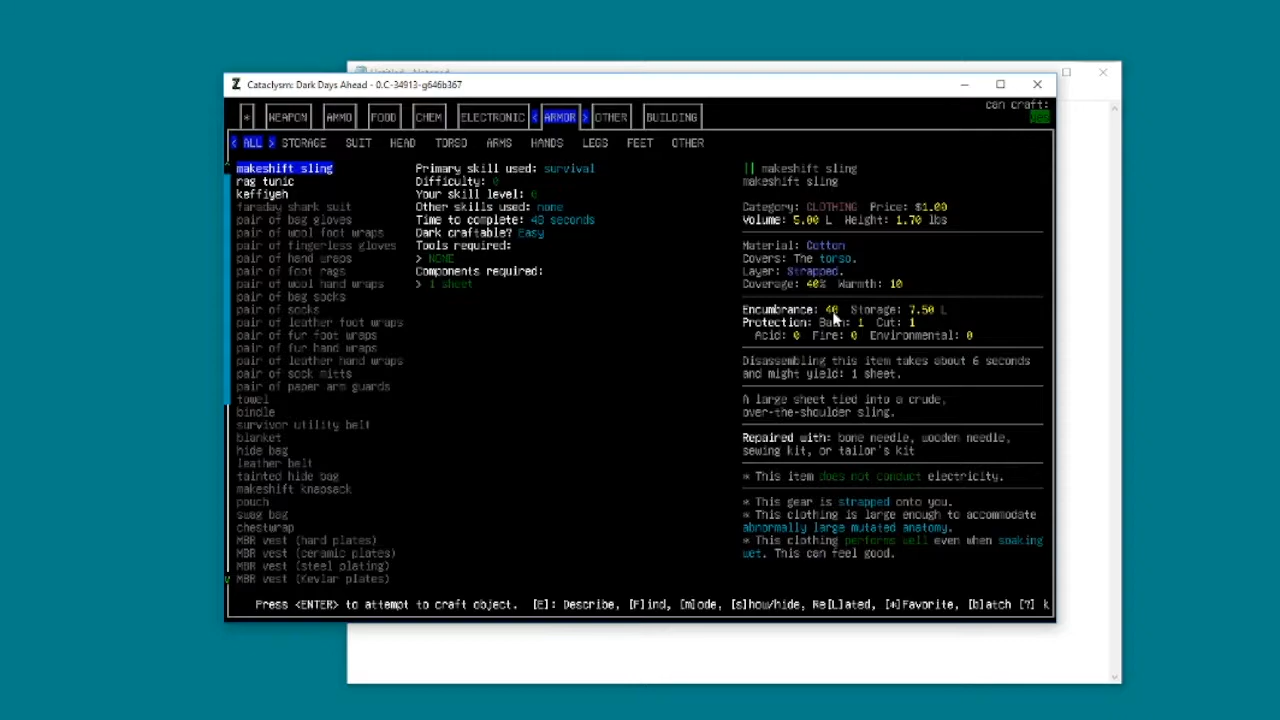 Untitled - Notepad
Cataclysm: Dark Days Ahead - 0.C-34913-g646b367
can craft:
* WEAPON AMMO FOOD CHEM ELECTRONIC < ARMOR > OTHER BUILDING
< ALL > STORAGE SUIT HEAD TORSO ARMS HANDS LEGS FEET OTHER
makeshift sling
rag tunic
keffiyeh
faraday shark suit
pair of bag gloves
pair of wool foot wraps
pair of fingerless gloves
pair of hand wraps
pair of foot rags
pair of wool hand wraps
pair of bag socks
pair of socks
pair of leather foot wraps
pair of fur foot wraps
pair of fur hand wraps
pair of leather hand wraps
pair of sock mitts
pair of paper arm guards
towel
bindle
survivor utility belt
blanket
hide bag
leather belt
tainted hide bag
makeshift knapsack
pouch
swag bag
chestwrap
MBR vest (hard plates)
MBR vest (ceramic plates)
MBR vest (steel plating)
v MBR vest (Kevlar plates)
Primary skill used: survival
Difficulty: 0
Your skill level: 0
Other skills used: none
Time to complete: 48 seconds
Dark craftable? Easy
Tools required:
> NONE
Components required:
> 1 sheet
|| makeshift sling
makeshift sling
Category: CLOTHING Price: $1.00
Volume: 5.00 L Weight: 1.70 lbs
Material: Cotton
Covers: The torso.
Layer: Strapped.
Coverage: 40% Warmth: 10
Encumbrance: 40 Storage: 7.50 L
Protection: Bash: 1 Cut: 1
Acid: 0 Fire: 0 Environmental: 0
Disassembling this item takes about 6 seconds
and might yield: 1 sheet.
A large sheet tied into a crude,
over-the-shoulder sling.
Repaired with: bone needle, wooden needle,
sewing kit, or tailor's kit
* This item does not conduct electricity.
* This gear is strapped onto you.
* This clothing is large enough to accommodate
abnormally large mutated anatomy.
* This clothing performs well even when soaking
wet. This can feel good.
Press <ENTER> to attempt to craft object. [E]: Describe, [F]ind, [m]ode, [s]how/hide, Re[L]ated, [*]Favorite, [b]atch [?] k